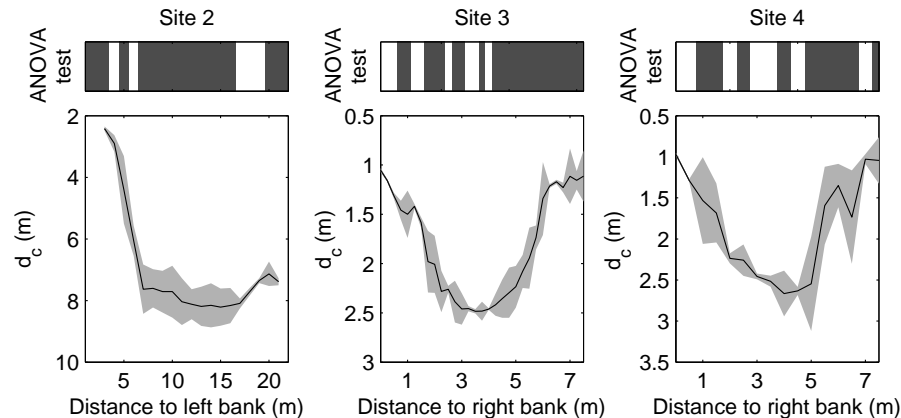 Site 2
Site 3
Site 4
ANOVA
test
ANOVA
test
ANOVA
test
2
4
6
8
10
d_c (m)
5 10 15 20
Distance to left bank (m)
0.5
1
1.5
2
2.5
3
d_c (m)
1 3 5 7
Distance to right bank (m)
0.5
1
1.5
2
2.5
3
3.5
d_c (m)
1 3 5 7
Distance to right bank (m)